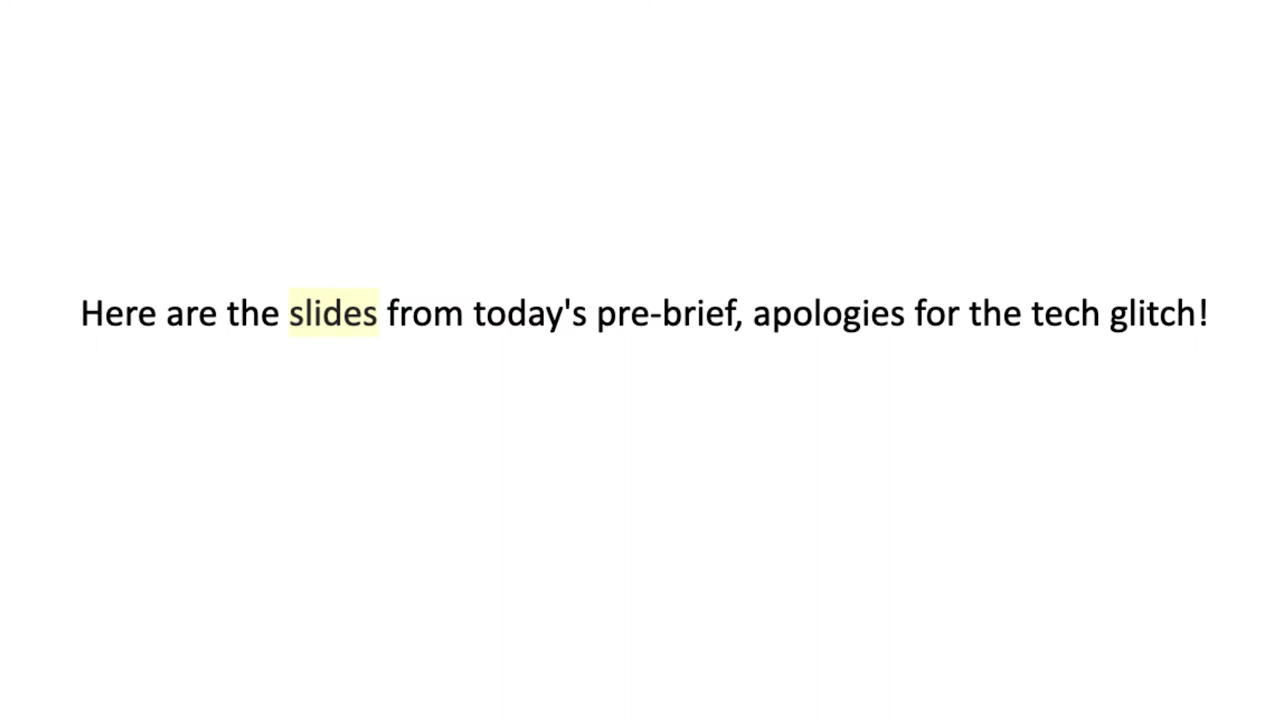 Here are the slides from today's pre-brief, apologies for the tech glitch!